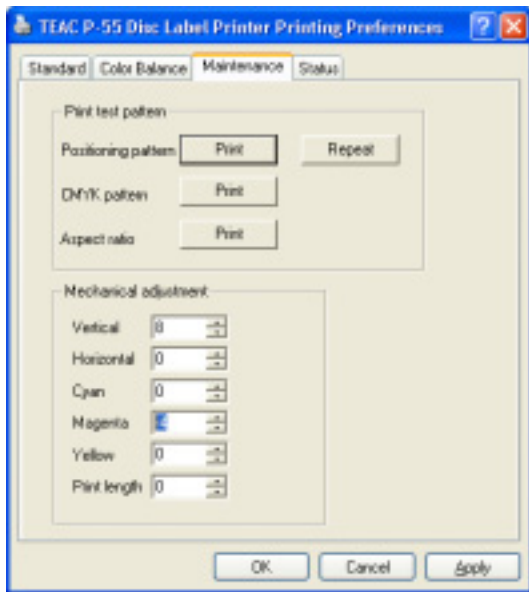 TEAC P-55 Disc Label Printer Printing Preferences
Standard Color Balance Maintenance Status
Print test pattern
Positioning pattern Print Repeat
CMYK pattern Print
Aspect ratio Print
Mechanical adjustment
Vertical 8
Horizontal 0
Cyan 0
Magenta
Yellow 0
Print length 0
OK Cancel Apply